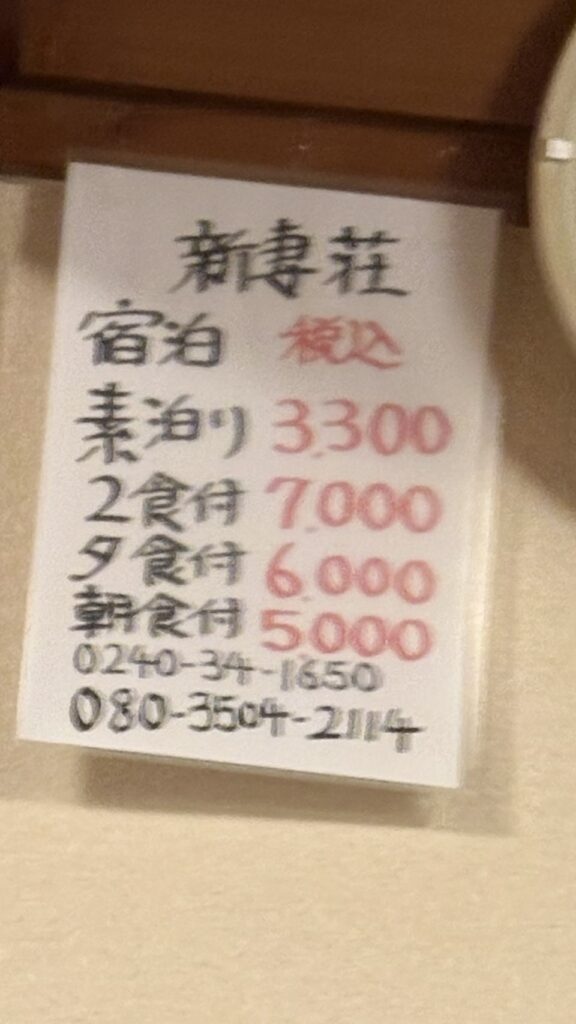 新妻荘
宿泊 税込
素泊り 3,300
2食付 7,000
夕食付 6,000
朝食付 5,000
0240-34-1650
080-3504-2114